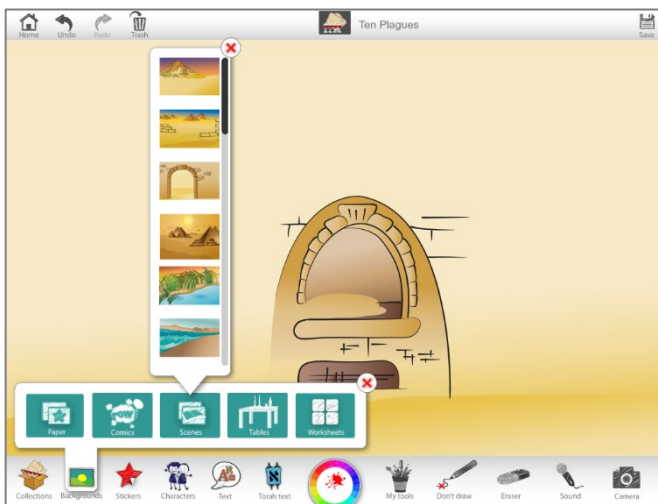 Home Undo Redo Trash Ten Plagues Save
POW
Paper Comics Scenes Tables Worksheets
Collections Backgrounds Stickers Characters Text Torah text My tools Don't draw Eraser Sound Camera